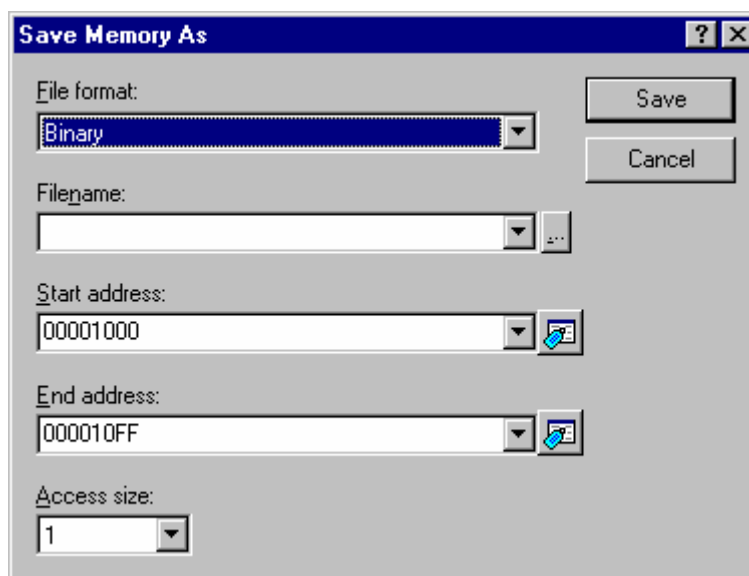 Save Memory As
File format:
Save
Binary
Cancel
Filename:
...
Start address:
00001000
End address:
000010FF
Access size:
1